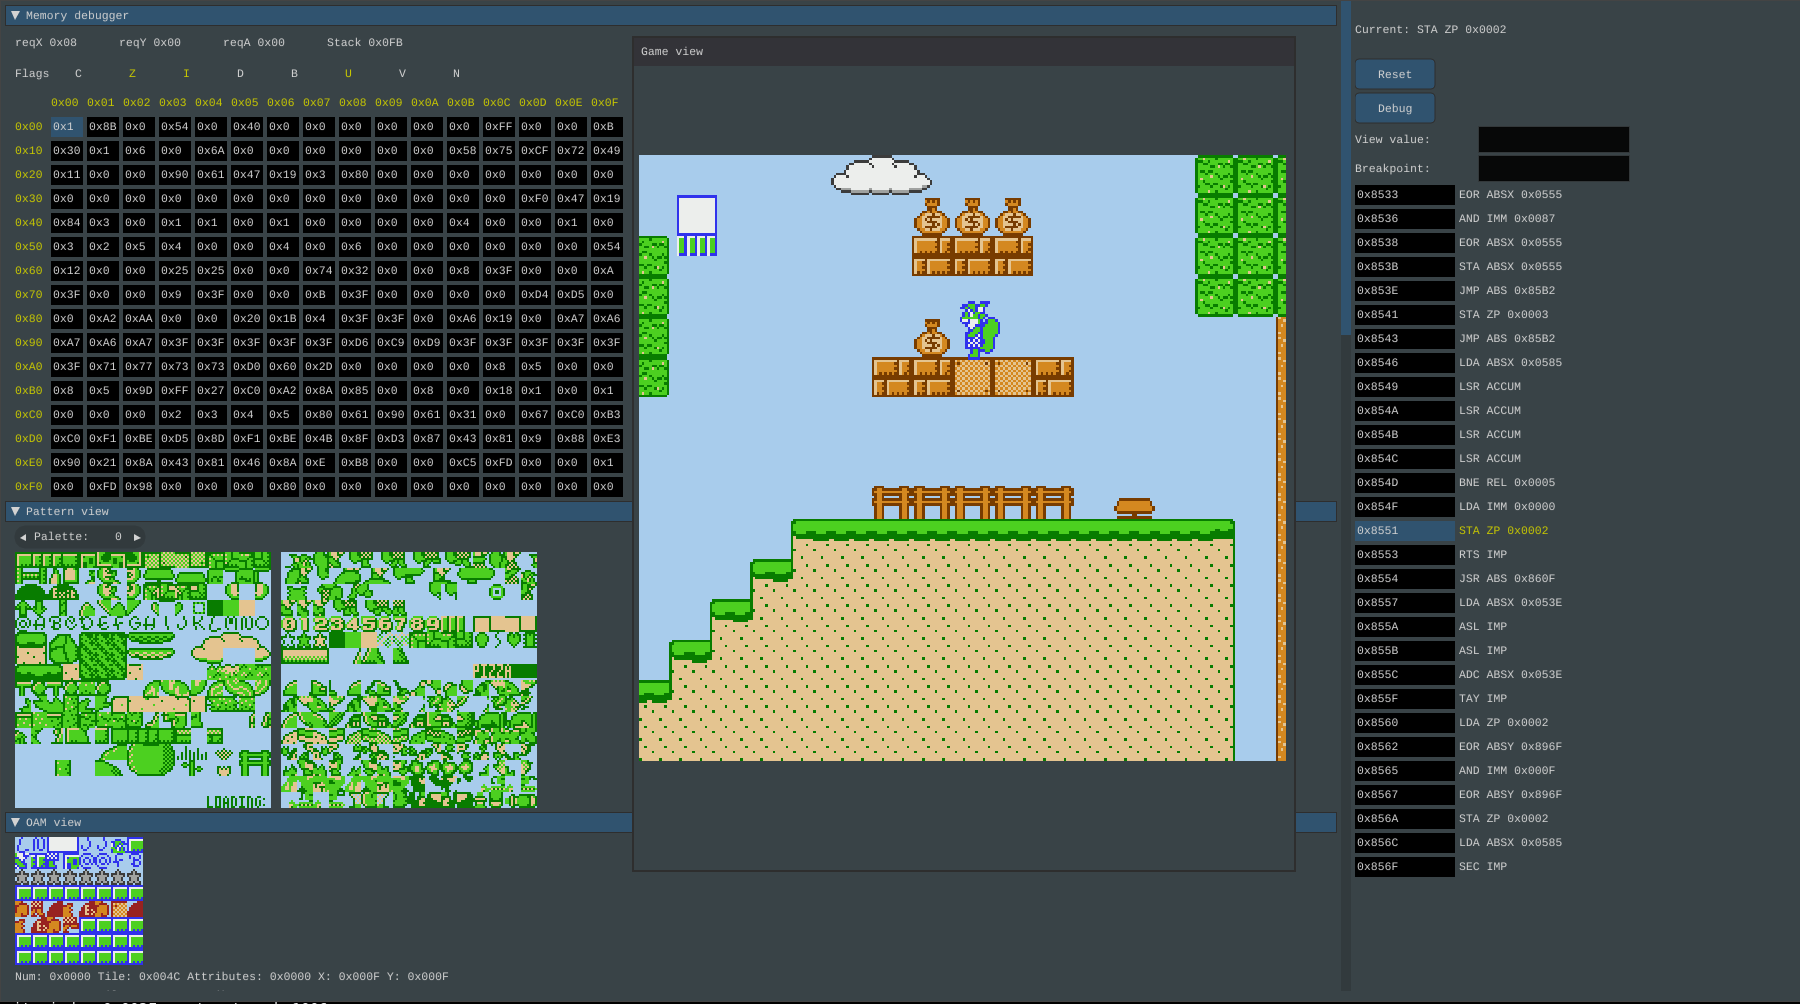 Memory debugger
reqX 0x08 reqY 0x00 reqA 0x00 Stack 0x0FB
Flags C Z I D B U V N
0x00 0x01 0x02 0x03 0x04 0x05 0x06 0x07 0x08 0x09 0x0A 0x0B 0x0C 0x0D 0x0E 0x0F
0x00 0x1 0x8B 0x0 0x54 0x0 0x40 0x0 0x0 0x0 0x0 0x0 0x0 0xFF 0x0 0x0 0xB
0x10 0x30 0x1 0x6 0x0 0x6A 0x0 0x0 0x0 0x0 0x0 0x0 0x58 0x75 0xCF 0x72 0x49
0x20 0x11 0x0 0x0 0x90 0x61 0x47 0x19 0x3 0x80 0x0 0x0 0x0 0x0 0x0 0x0 0x0
0x30 0x0 0x0 0x0 0x0 0x0 0x0 0x0 0x0 0x0 0x0 0x0 0x0 0x0 0xF0 0x47 0x19
0x40 0x84 0x3 0x0 0x1 0x1 0x0 0x1 0x0 0x0 0x0 0x0 0x4 0x0 0x0 0x1 0x0
0x50 0x3 0x2 0x5 0x4 0x0 0x0 0x4 0x0 0x6 0x0 0x0 0x0 0x0 0x0 0x0 0x54
0x60 0x12 0x0 0x0 0x25 0x25 0x0 0x0 0x74 0x32 0x0 0x0 0x8 0x3F 0x0 0x0 0xA
0x70 0x3F 0x0 0x0 0x9 0x3F 0x0 0x0 0xB 0x3F 0x0 0x0 0x0 0x0 0xD4 0xD5 0x0
0x80 0x0 0xA2 0xAA 0x0 0x0 0x20 0x1B 0x4 0x3F 0x3F 0x0 0xA6 0x19 0x0 0xA7 0xA6
0x90 0xA7 0xA6 0xA7 0x3F 0x3F 0x3F 0x3F 0x3F 0xD6 0xC9 0xD9 0x3F 0x3F 0x3F 0x3F 0x3F
0xA0 0x3F 0x71 0x77 0x73 0x73 0xD0 0x60 0x2D 0x0 0x0 0x0 0x0 0x8 0x5 0x0 0x0
0xB0 0x8 0x5 0x9D 0xFF 0x27 0xC0 0xA2 0x8A 0x85 0x0 0x8 0x0 0x18 0x1 0x0 0x1
0xC0 0x0 0x0 0x0 0x2 0x3 0x4 0x5 0x80 0x61 0x90 0x61 0x31 0x0 0x67 0xC0 0xB3
0xD0 0xC0 0xF1 0xBE 0xD5 0x8D 0xF1 0xBE 0x4B 0x8F 0xD3 0x87 0x43 0x81 0x9 0x88 0xE3
0xE0 0x90 0x21 0x8A 0x43 0x81 0x46 0x8A 0xE 0xB8 0x0 0x0 0xC5 0xFD 0x0 0x0 0x1
0xF0 0x0 0xFD 0x98 0x0 0x0 0x0 0x80 0x0 0x0 0x0 0x0 0x0 0x0 0x0 0x0 0x0
Pattern view
Palette: 0
0123456789
PIZZA
LOADING:
OAM view
Num: 0x0000 Tile: 0x004C Attributes: 0x0000 X: 0x000F Y: 0x000F
Game view
$ $ $
$
Current: STA ZP 0x0002
Reset
Debug
View value:
Breakpoint:
0x8533 EOR ABSX 0x0555
0x8536 AND IMM 0x0087
0x8538 EOR ABSX 0x0555
0x853B STA ABSX 0x0555
0x853E JMP ABS 0x85B2
0x8541 STA ZP 0x0003
0x8543 JMP ABS 0x85B2
0x8546 LDA ABSX 0x0585
0x8549 LSR ACCUM
0x854A LSR ACCUM
0x854B LSR ACCUM
0x854C LSR ACCUM
0x854D BNE REL 0x0005
0x854F LDA IMM 0x0000
0x8551 STA ZP 0x0002
0x8553 RTS IMP
0x8554 JSR ABS 0x860F
0x8557 LDA ABSX 0x053E
0x855A ASL IMP
0x855B ASL IMP
0x855C ADC ABSX 0x053E
0x855F TAY IMP
0x8560 LDA ZP 0x0002
0x8562 EOR ABSY 0x896F
0x8565 AND IMM 0x000F
0x8567 EOR ABSY 0x896F
0x856A STA ZP 0x0002
0x856C LDA ABSX 0x0585
0x856F SEC IMP